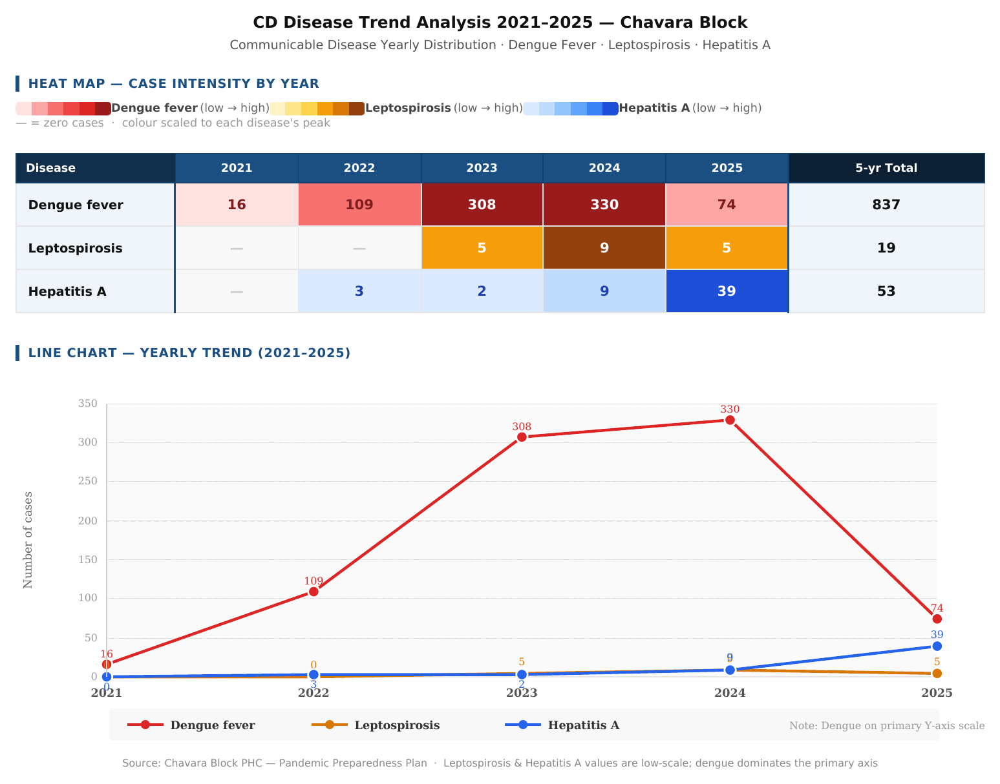 CD Disease Trend Analysis 2021–2025 — Chavara Block
Communicable Disease Yearly Distribution · Dengue Fever · Leptospirosis · Hepatitis A
HEAT MAP — CASE INTENSITY BY YEAR
Dengue fever (low → high) Leptospirosis (low → high) Hepatitis A (low → high)
— = zero cases · colour scaled to each disease's peak
Disease 2021 2022 2023 2024 2025 5-yr Total
Dengue fever 16 109 308 330 74 837
Leptospirosis — — 5 9 5 19
Hepatitis A — 3 2 9 39 53
LINE CHART — YEARLY TREND (2021–2025)
Number of cases
350
330
308
300
250
200
150
109
100
74
39
50
16
0 5 9 9 5
0
0 3 2
2021 2022 2023 2024 2025
Dengue fever Leptospirosis Hepatitis A Note: Dengue on primary Y-axis scale
Source: Chavara Block PHC — Pandemic Preparedness Plan · Leptospirosis & Hepatitis A values are low-scale; dengue dominates the primary axis